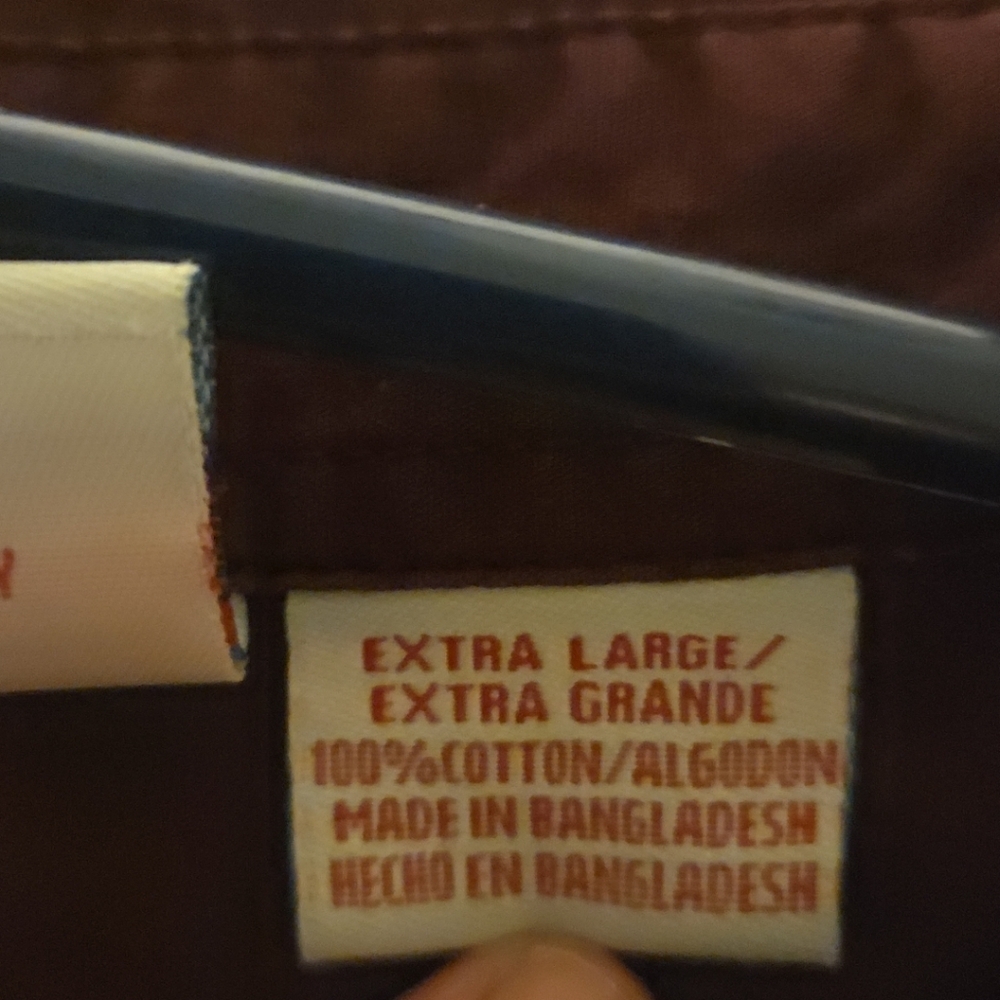 EXTRA LARGE/
EXTRA GRANDE
100%COTTON/ALGODON
MADE IN BANGLADESH
HECHO EN BANGLADESH